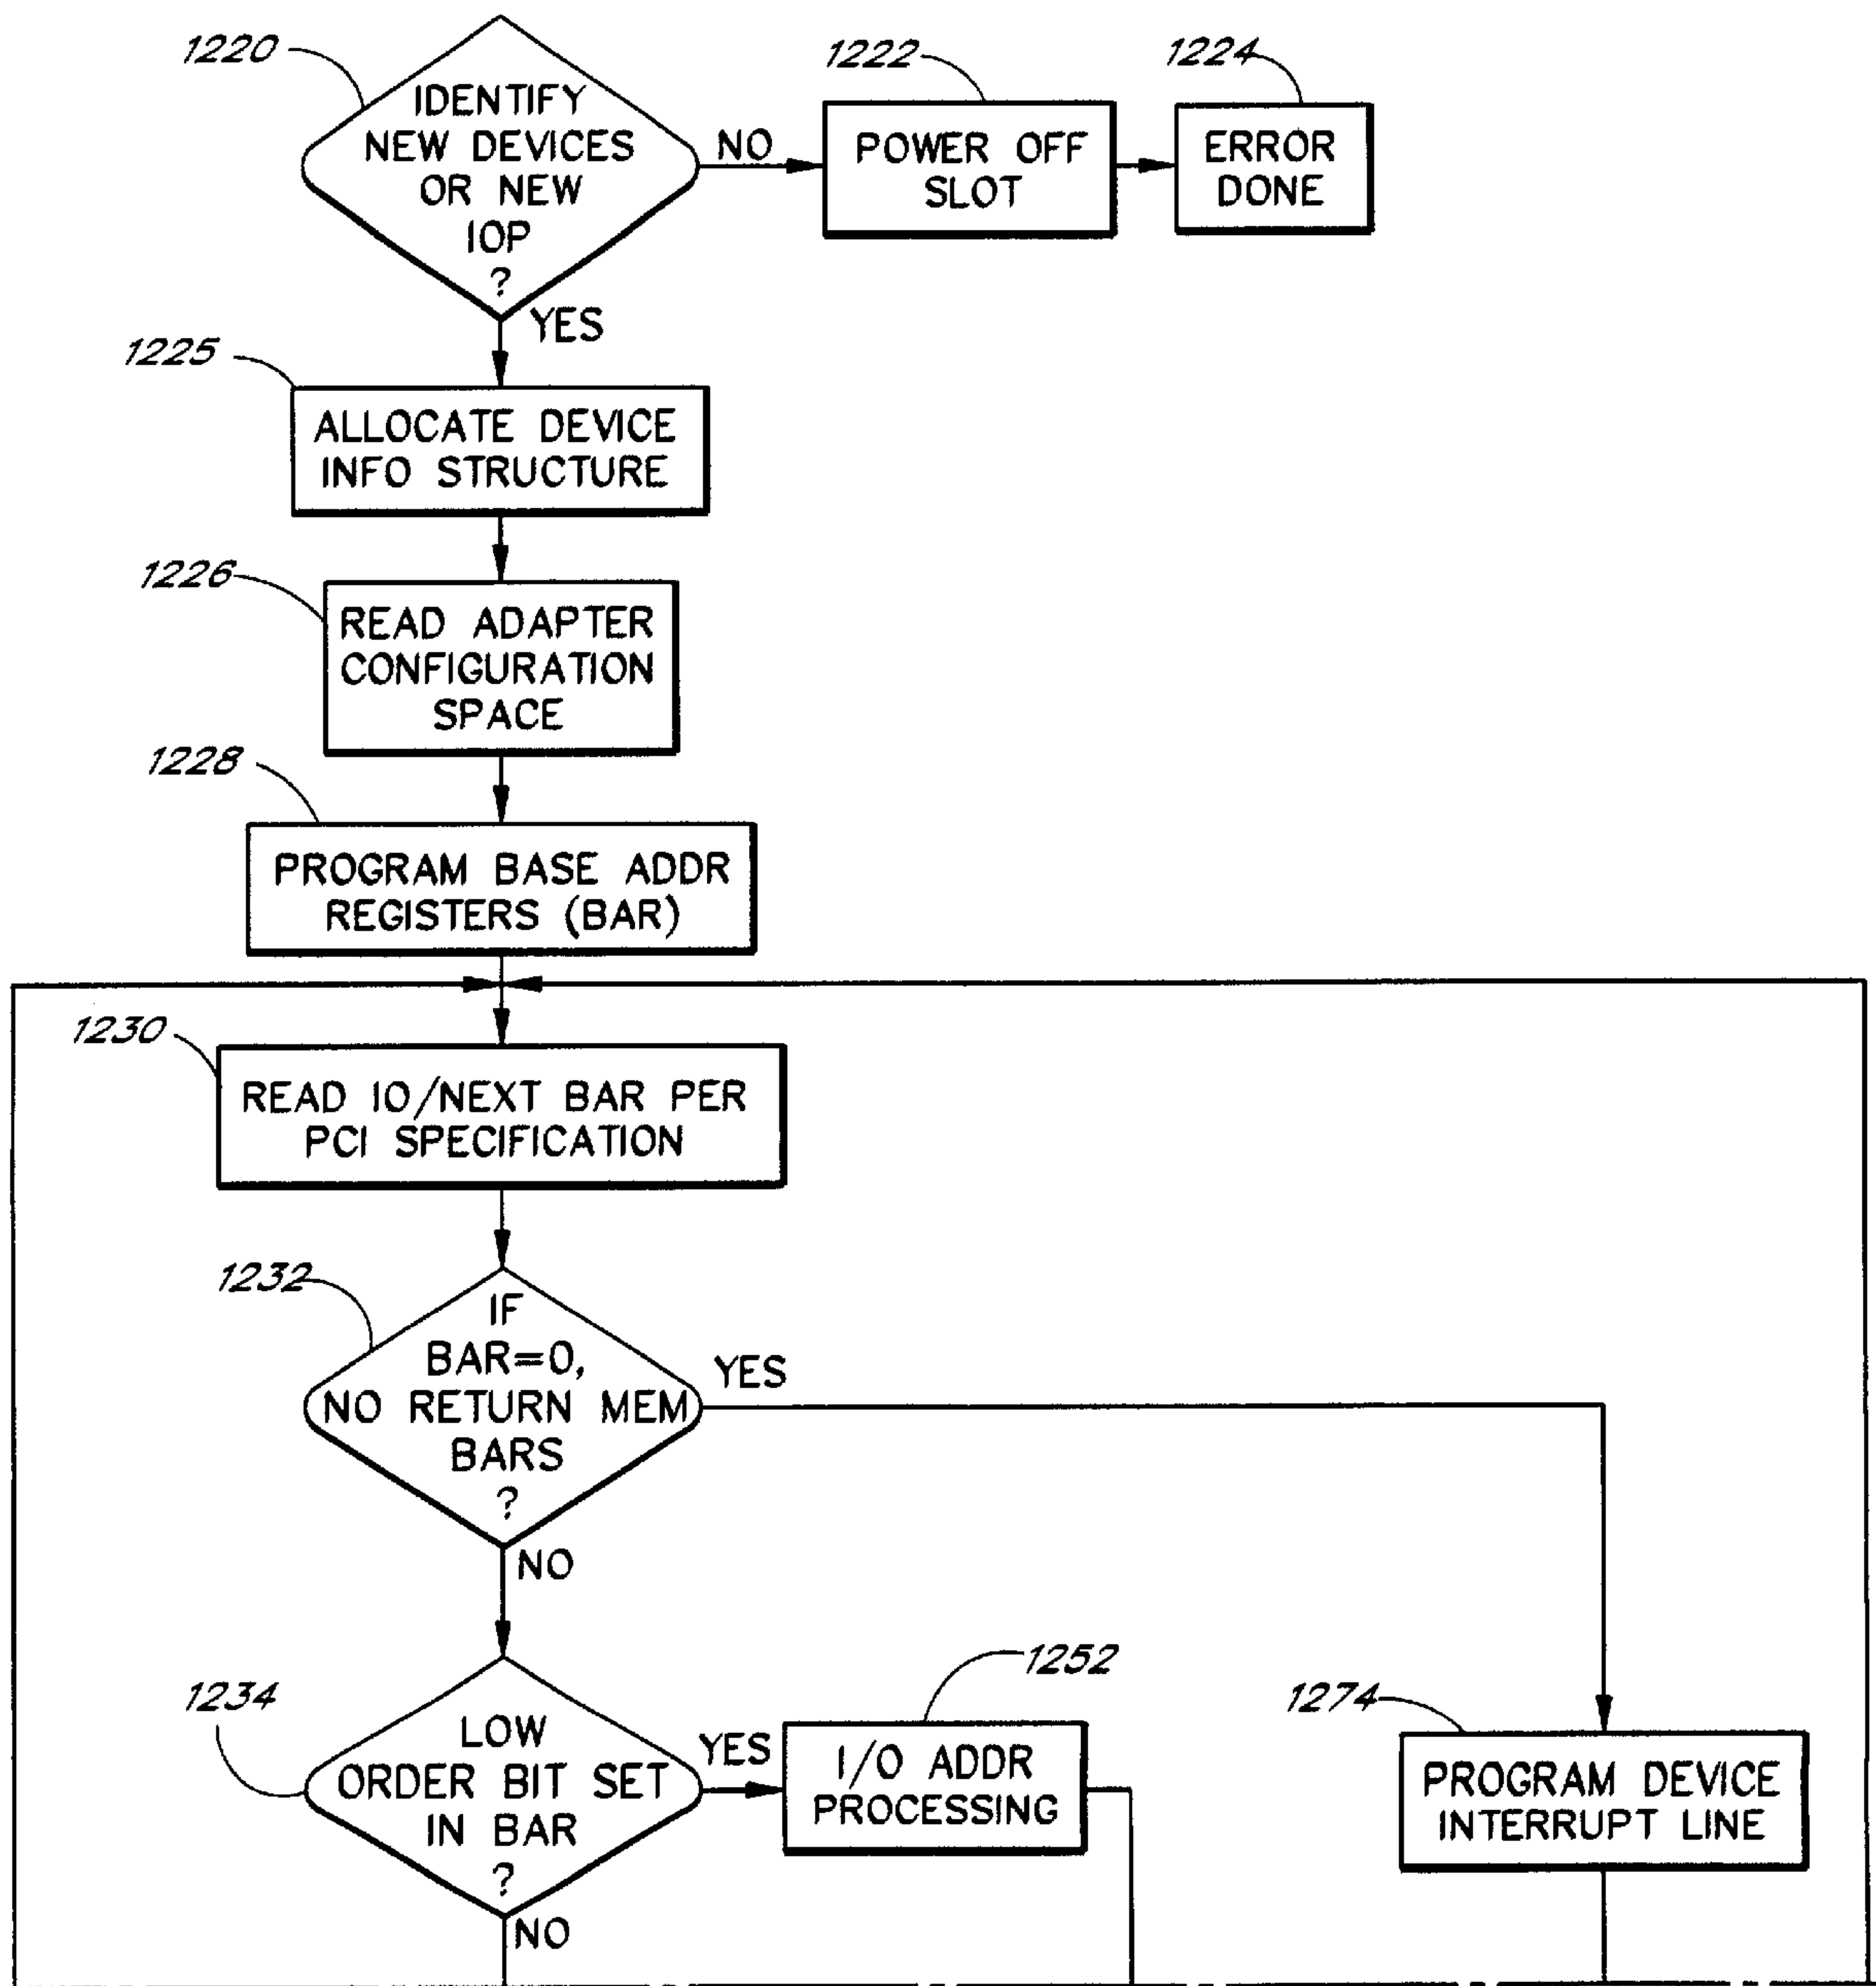 1220
IDENTIFY
NEW DEVICES
OR NEW
IOP
?
NO
1222
POWER OFF
SLOT
1224
ERROR
DONE
YES
1225
ALLOCATE DEVICE
INFO STRUCTURE
1226
READ ADAPTER
CONFIGURATION
SPACE
1228
PROGRAM BASE ADDR
REGISTERS (BAR)
1230
READ IO/NEXT BAR PER
PCI SPECIFICATION
1232
IF
BAR=0,
NO RETURN MEM
BARS
?
YES
NO
1234
LOW
ORDER BIT SET
IN BAR
?
YES
1252
I/O ADDR
PROCESSING
1274
PROGRAM DEVICE
INTERRUPT LINE
NO